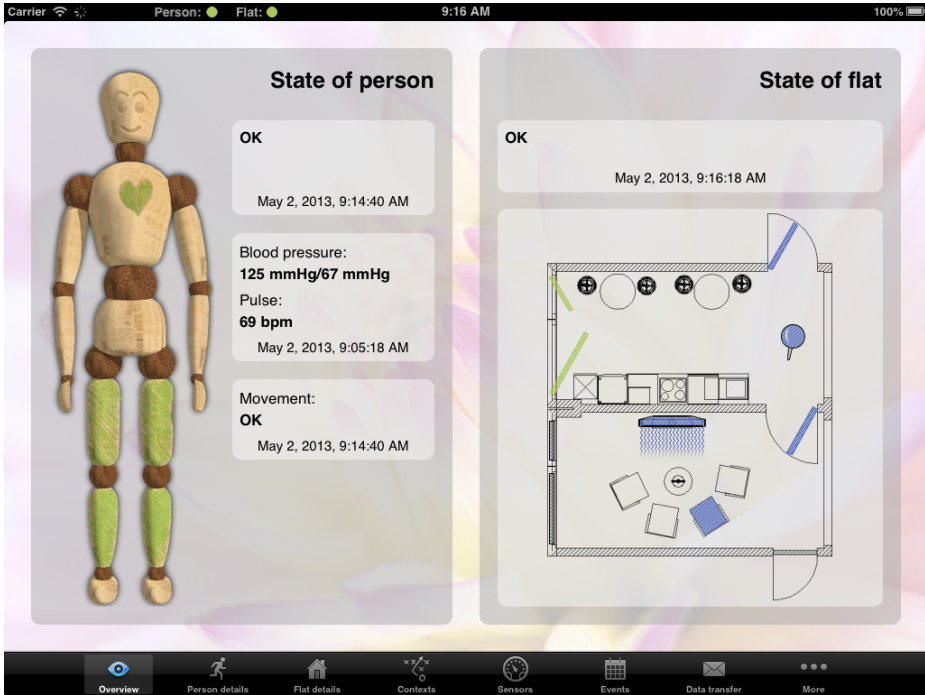 Carrier Person: Flat: 9:16 AM 100%
State of person
OK
May 2, 2013, 9:14:40 AM
Blood pressure:
125 mmHg/67 mmHg
Pulse:
69 bpm
May 2, 2013, 9:05:18 AM
Movement:
OK
May 2, 2013, 9:14:40 AM
State of flat
OK
May 2, 2013, 9:16:18 AM
Overview Person details Flat details Contexts Sensors Events Data transfer More